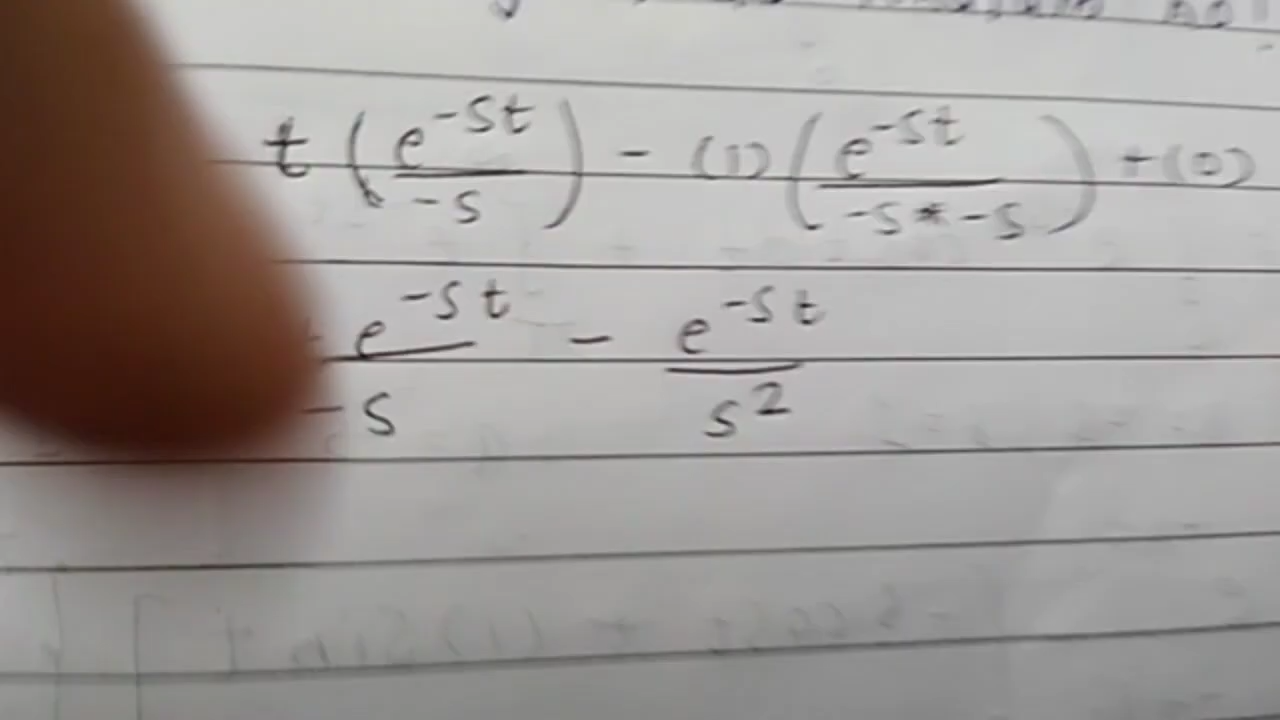 t (e^-st / -s) - (1) (e^-st / -s * -s) + (0)
e^-st / -s - e^-st / s^2